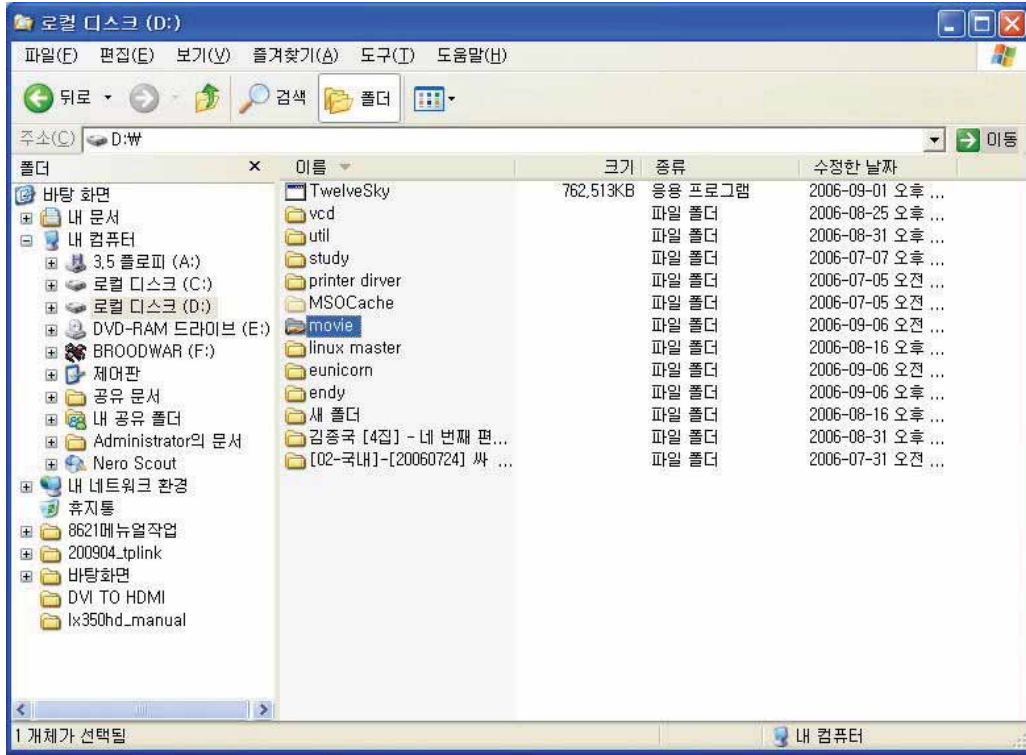 로컬 디스크 (D:)
파일(F) 편집(E) 보기(V) 즐겨찾기(A) 도구(T) 도움말(H)
뒤로 검색 폴더
주소(C) D:₩ 이동
폴더 × 이름 크기 종류 수정한 날짜
바탕 화면
내 문서
내 컴퓨터
3,5 플로피 (A:)
로컬 디스크 (C:)
로컬 디스크 (D:)
DVD-RAM 드라이브 (E:)
BROODWAR (F:)
제어판
공유 문서
내 공유 폴더
Administrator의 문서
Nero Scout
내 네트워크 환경
휴지통
8621메뉴얼작업
200904_tplink
바탕화면
DVI TO HDMI
lx350hd_manual
TwelveSky 762,513KB 응용 프로그램 2006-09-01 오후 ...
vcd 파일 폴더 2006-08-25 오후 ...
util 파일 폴더 2006-08-31 오후 ...
study 파일 폴더 2006-07-07 오후 ...
printer dirver 파일 폴더 2006-07-05 오전 ...
MSOCache 파일 폴더 2006-07-05 오전 ...
movie 파일 폴더 2006-09-06 오전 ...
linux master 파일 폴더 2006-08-16 오후 ...
eunicorn 파일 폴더 2006-09-06 오전 ...
endy 파일 폴더 2006-09-06 오후 ...
새 폴더 파일 폴더 2006-08-16 오후 ...
김종국 [4집] - 네 번째 편... 파일 폴더 2006-08-31 오후 ...
[02-국내]-[20060724] 싸 ... 파일 폴더 2006-07-31 오전 ...
1 개체가 선택됨 내 컴퓨터